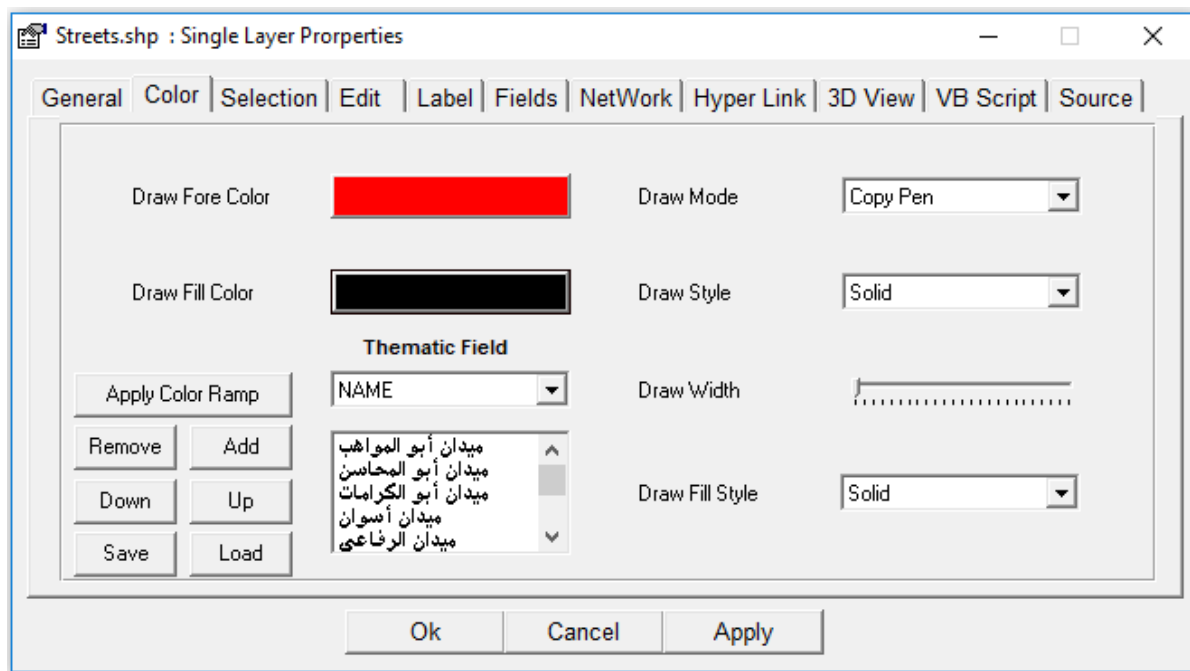 Streets.shp : Single Layer Prorperties
General Color Selection Edit Label Fields NetWork Hyper Link 3D View VB Script Source
Draw Fore Color
Draw Mode Copy Pen
Draw Fill Color
Draw Style Solid
Thematic Field
Apply Color Ramp
NAME
Draw Width
Remove Add
Down Up
Save Load
ميدان أبو المواهب
ميدان أبو المحاسن
ميدان أبو الكرامات
ميدان أسوان
ميدان الرفاعى
Draw Fill Style Solid
Ok Cancel Apply